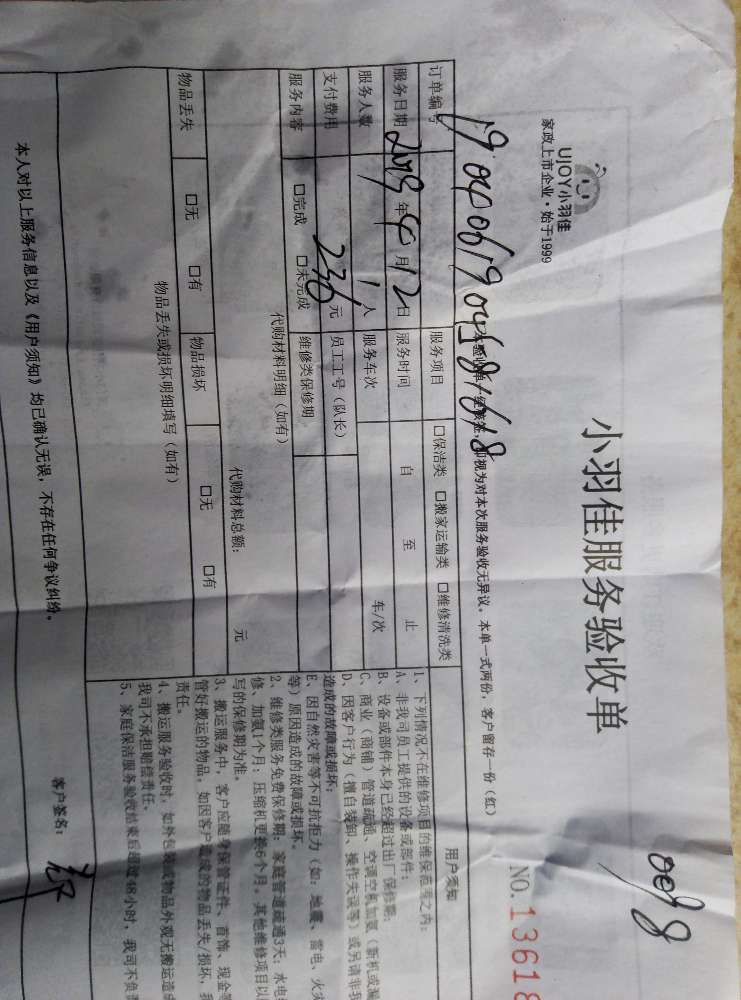 UJOY小羽佳
家政上市企业·始于1999
小羽佳服务验收单
NO.13618
即视为对本次服务验收无异议。本单一式两份，客户留存一份（红）
订单编号
服务项目 □保洁类 □搬家运输类 □维修清洗类
服务日期 2019年 月12日 服务时间 自 至 止
服务人数 1人 服务车次 车/次
支付费用 236元 员工工号（队长）
服务内容 □完成 □未完成 维修类保修期
代购材料明细（如有）
代购材料总额： 元
物品丢失 □无 □有 物品损坏 □无 □有
物品丢失或损坏明细填写（如有）
用户须知
1、下列情况不在维修项目的维保范围之内：
A、非我司员工提供的设备或部件；
B、设备或部件本身已经超过出厂保修期；
C、商业（商铺）管道疏通、空调空机加氨（新机或漏
D、因客户行为（擅自装卸、操作失误等）或另请非我
造成的故障或损坏；
E、因自然灾害等不可抗拒力（如：地震、雷电、火灾
等）原因造成的故障或损坏。
2、维修类服务免费保修期：家庭管道疏通3天；水电
修、加氨1个月；压缩机更换6个月。其他维修项目以
写的保修期为准。
3、搬运服务中，客户应随身保管证件、首饰、现金等
管好搬运的物品，如因客户造成的物品丢失/损坏，我
责任。
4、搬运服务验收时，如外包装或物品外观无搬运造成
我司不承担赔偿责任。
5、家庭保洁服务验收结束后超过48小时，我司不负责
本人对以上服务信息以及《用户须知》均已确认无误，不存在任何争议纠纷。
客户签名：